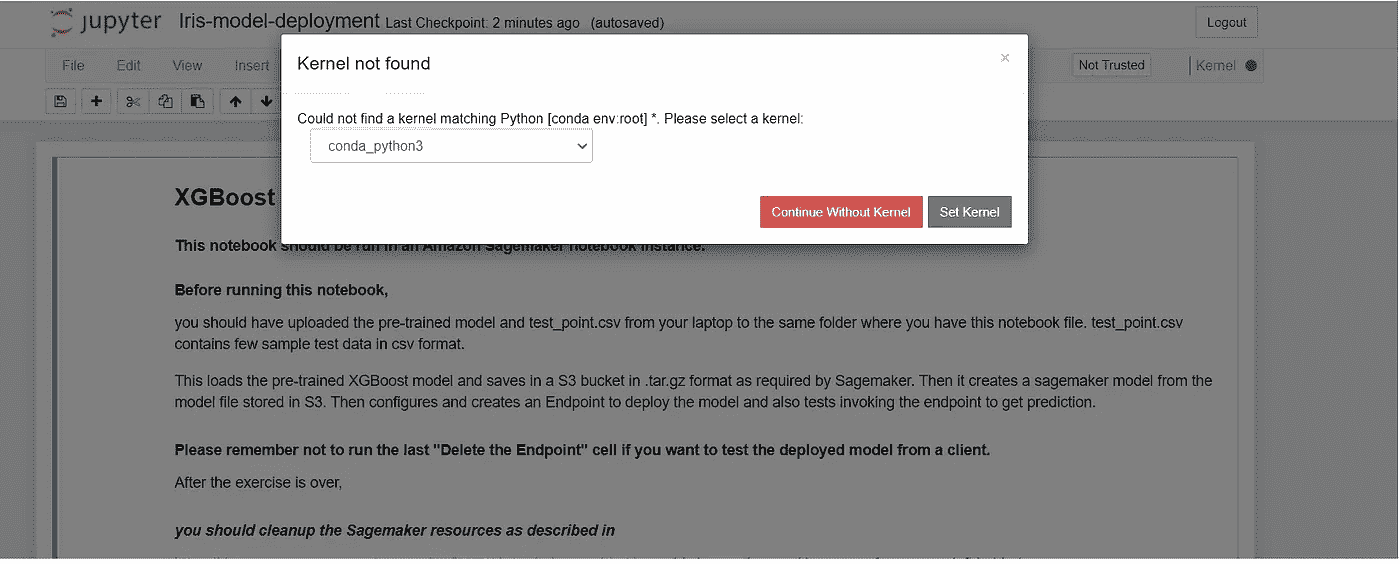 jupyter Iris-model-deployment Last Checkpoint: 2 minutes ago (autosaved)
Logout
Kernel not found
×
File Edit View Insert
Not Trusted
Kernel
Could not find a kernel matching Python [conda env:root] *. Please select a kernel:
conda_python3
Continue Without Kernel
Set Kernel
XGBoost
This notebook should be run in an Amazon Sagemaker notebook instance.
Before running this notebook,
you should have uploaded the pre-trained model and test_point.csv from your laptop to the same folder where you have this notebook file. test_point.csv
contains few sample test data in csv format.
This loads the pre-trained XGBoost model and saves in a S3 bucket in .tar.gz format as required by Sagemaker. Then it creates a sagemaker model from the
model file stored in S3. Then configures and creates an Endpoint to deploy the model and also tests invoking the endpoint to get prediction.
Please remember not to run the last "Delete the Endpoint" cell if you want to test the deployed model from a client.
After the exercise is over,
you should cleanup the Sagemaker resources as described in